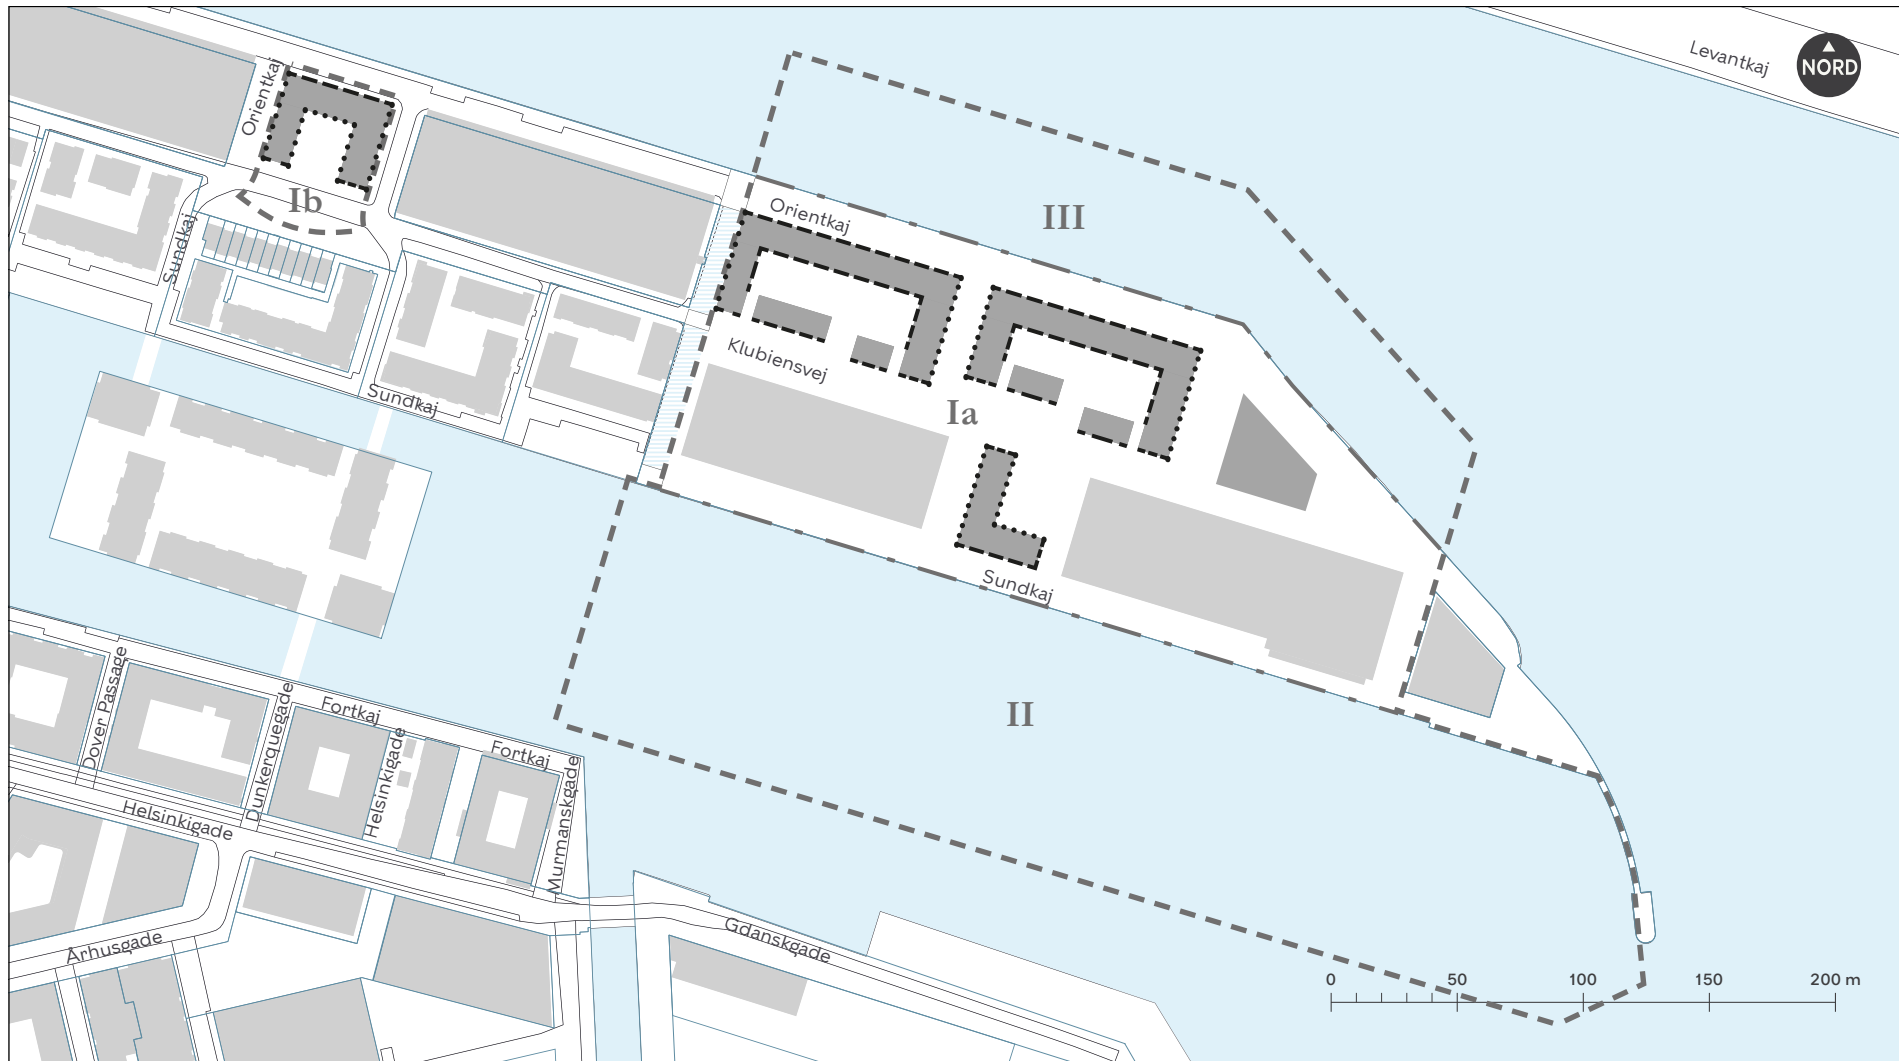 Levantkaj
NORD
Orientkaj
Ib
Sundkaj
Orientkaj
III
Klubiensvej
Ia
Sundkaj
Sundkaj
II
Dover Passage
Dunkerquegade
Fortkaj
Helsinkigade
Fortkaj
Murmanskgade
Helsinkigade
Århusgade
Gdanskgade
0 50 100 150 200 m